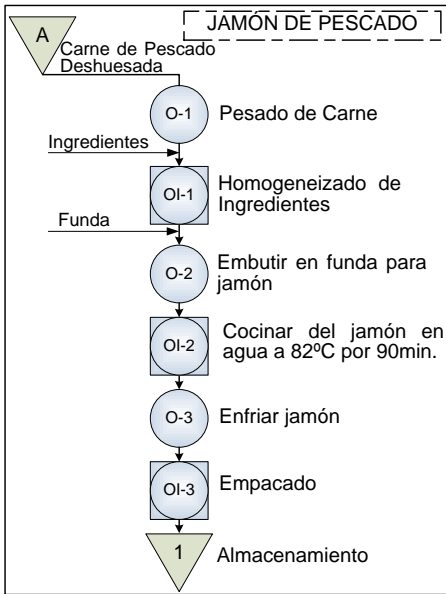 JAMÓN DE PESCADO
A
Carne de Pescado
Deshuesada
O-1
Pesado de Carne
Ingredientes
OI-1
Homogeneizado de
Ingredientes
Funda
O-2
Embutir en funda para
jamón
OI-2
Cocinar del jamón en
agua a 82ºC por 90min.
O-3
Enfriar jamón
OI-3
Empacado
1
Almacenamiento